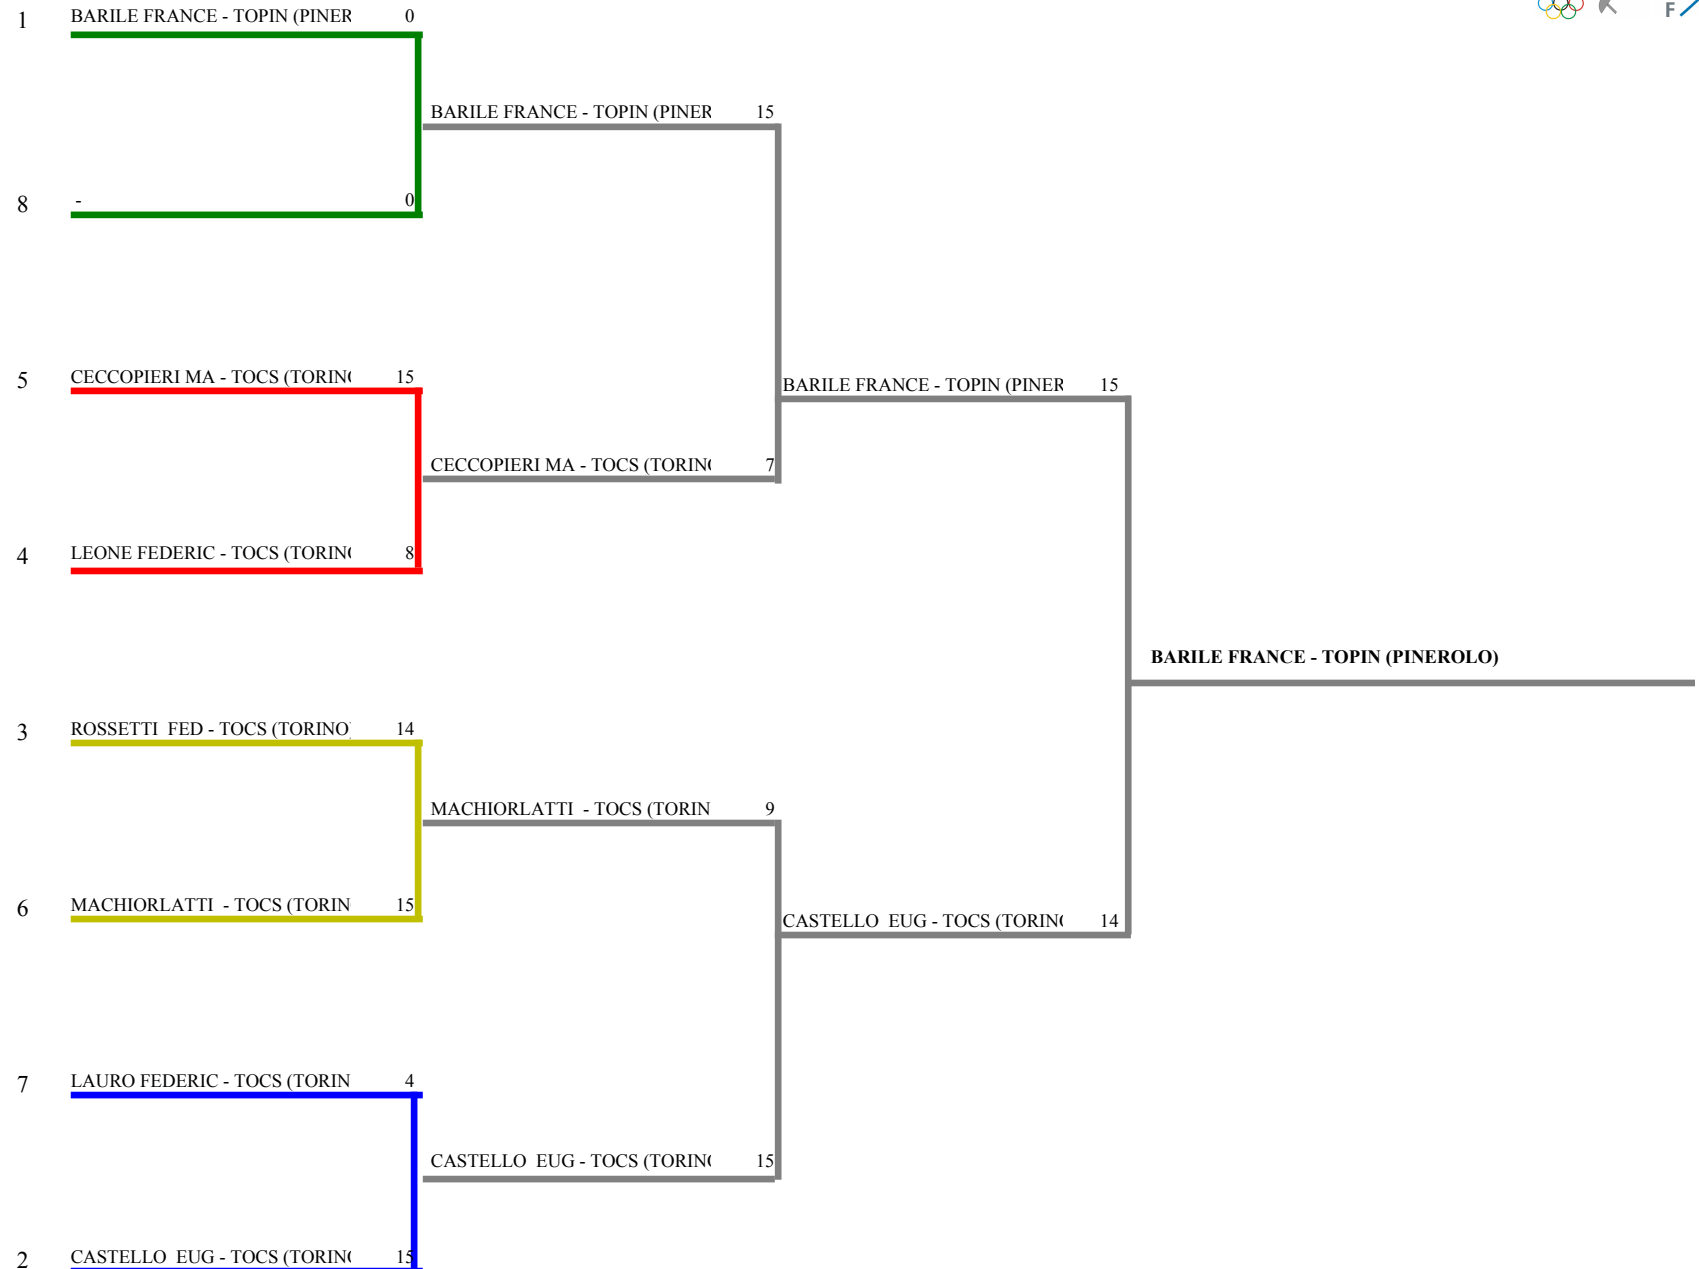 1 BARILE FRANCE - TOPIN (PINER 0
BARILE FRANCE - TOPIN (PINER 15
8 - 0
5 CECCOPIERI MA - TOCS (TORIN 15
BARILE FRANCE - TOPIN (PINER 15
CECCOPIERI MA - TOCS (TORIN 7
4 LEONE FEDERIC - TOCS (TORIN 8
BARILE FRANCE - TOPIN (PINEROLO)
3 ROSSETTI FED - TOCS (TORINO 14
MACHIORLATTI - TOCS (TORIN 9
6 MACHIORLATTI - TOCS (TORIN 15
CASTELLO EUG - TOCS (TORIN 14
7 LAURO FEDERIC - TOCS (TORIN 4
CASTELLO EUG - TOCS (TORIN 15
2 CASTELLO EUG - TOCS (TORIN 15
F